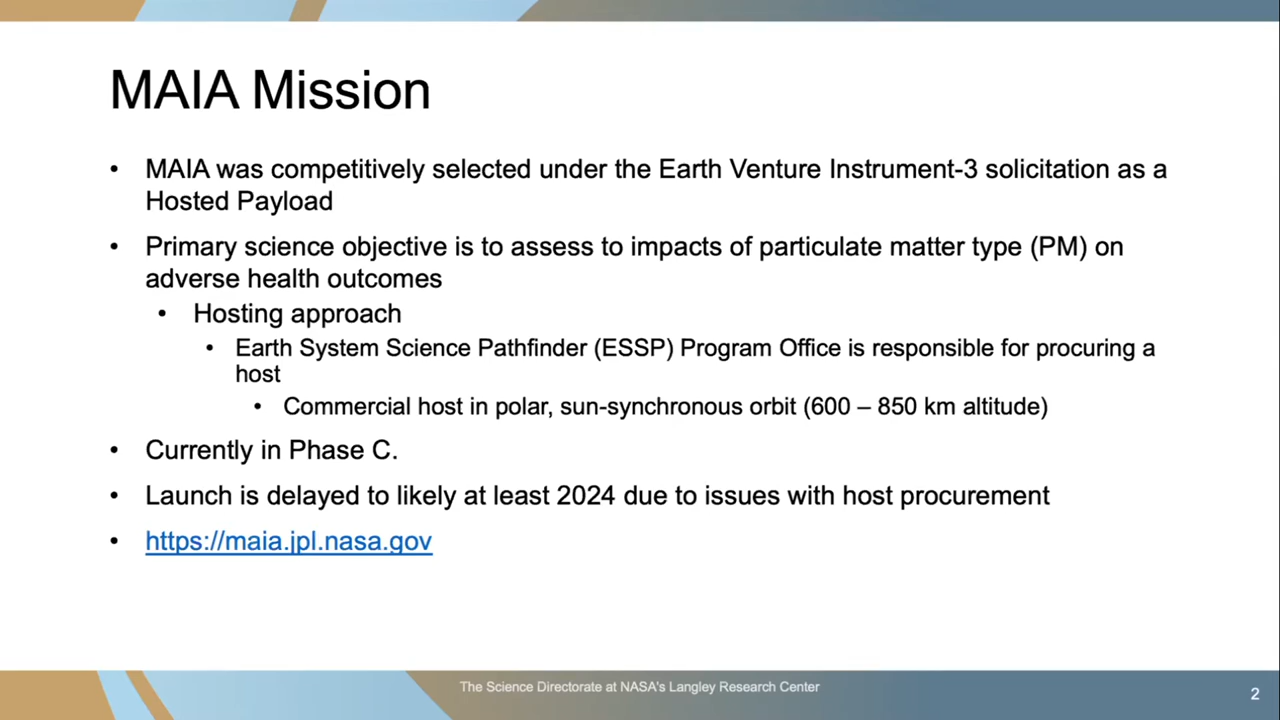 MAIA Mission
• MAIA was competitively selected under the Earth Venture Instrument-3 solicitation as a
Hosted Payload
• Primary science objective is to assess to impacts of particulate matter type (PM) on
adverse health outcomes
• Hosting approach
• Earth System Science Pathfinder (ESSP) Program Office is responsible for procuring a
host
• Commercial host in polar, sun-synchronous orbit (600 – 850 km altitude)
• Currently in Phase C.
• Launch is delayed to likely at least 2024 due to issues with host procurement
• https://maia.jpl.nasa.gov
The Science Directorate at NASA's Langley Research Center
2